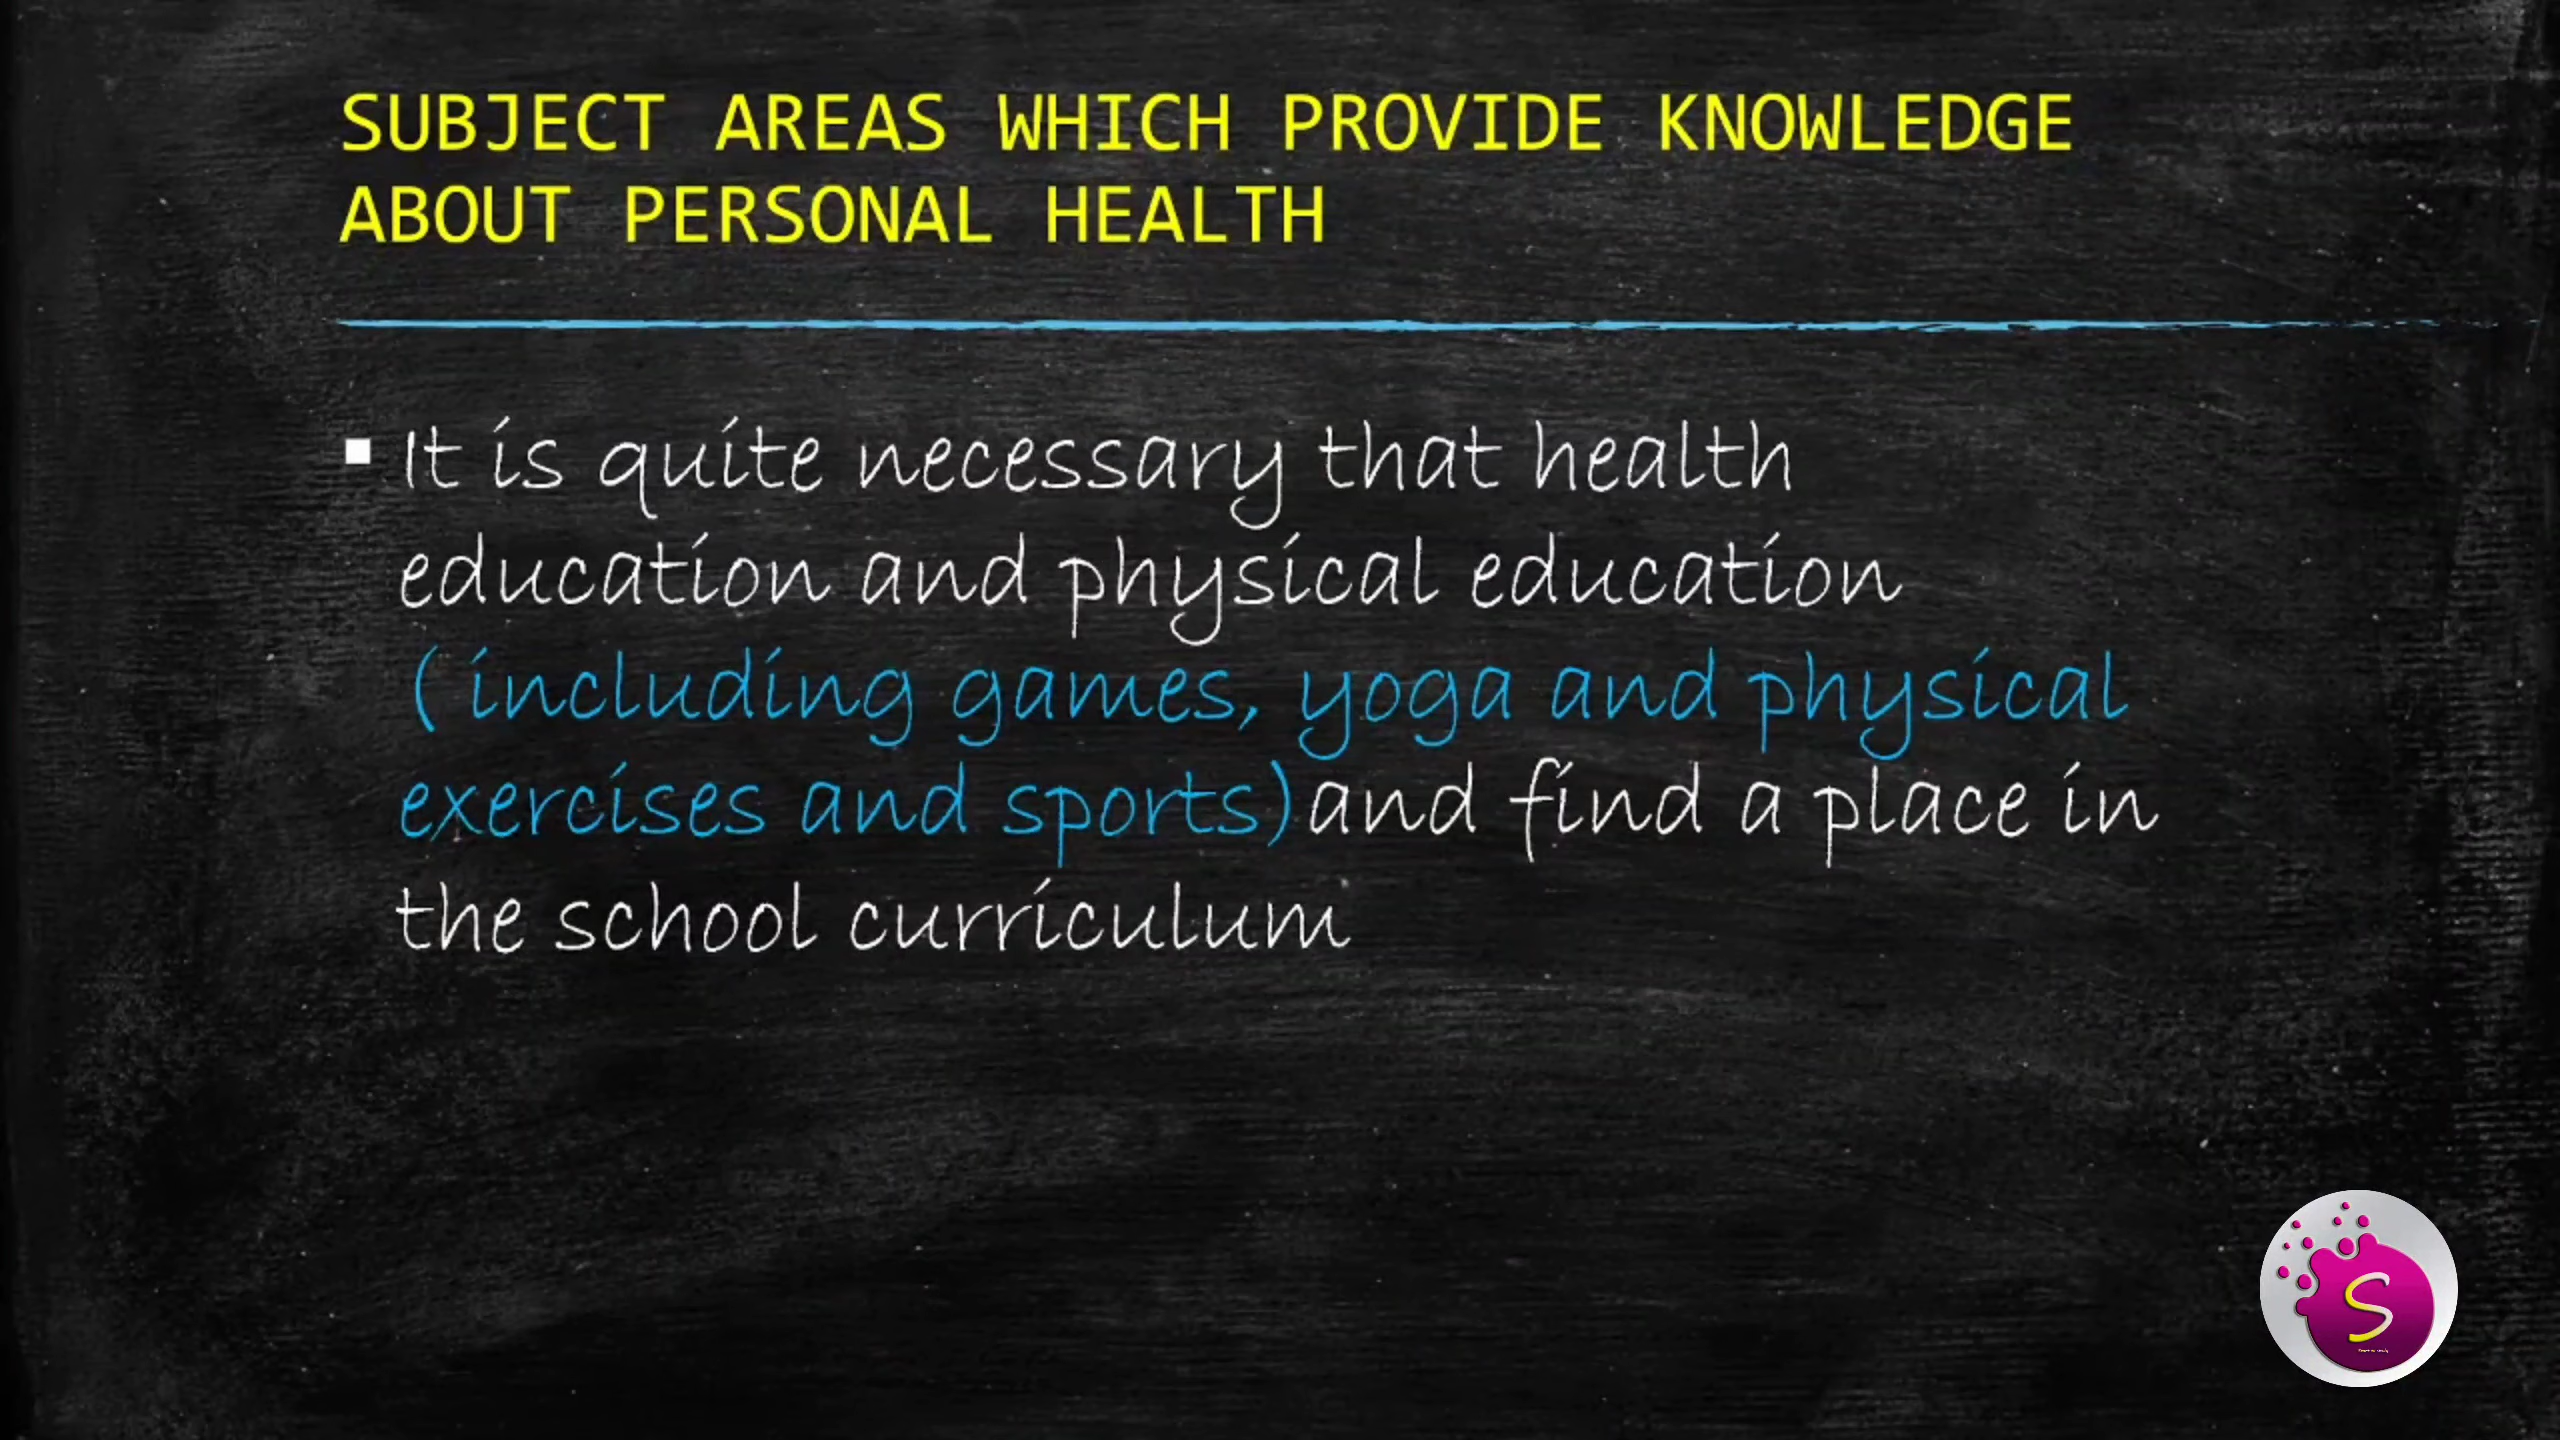 SUBJECT AREAS WHICH PROVIDE KNOWLEDGE
ABOUT PERSONAL HEALTH
▪ It is quite necessary that health
education and physical education
( including games, yoga and physical
exercises and sports) and find a place in
the school curriculum
S